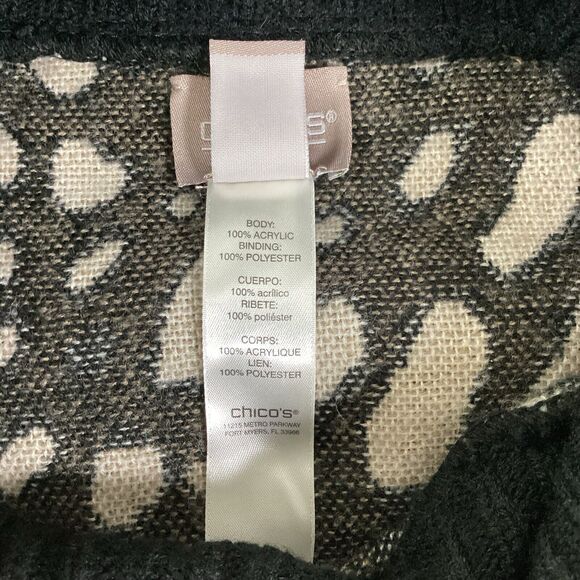 BODY:
100% ACRYLIC
BINDING:
100% POLYESTER
CUERPO:
100% acrílico
RIBETE:
100% poliéster
CORPS:
100% ACRYLIQUE
LIEN:
100% POLYESTER
chico's®
11215 METRO PARKWAY
FORT MYERS, FL 33966